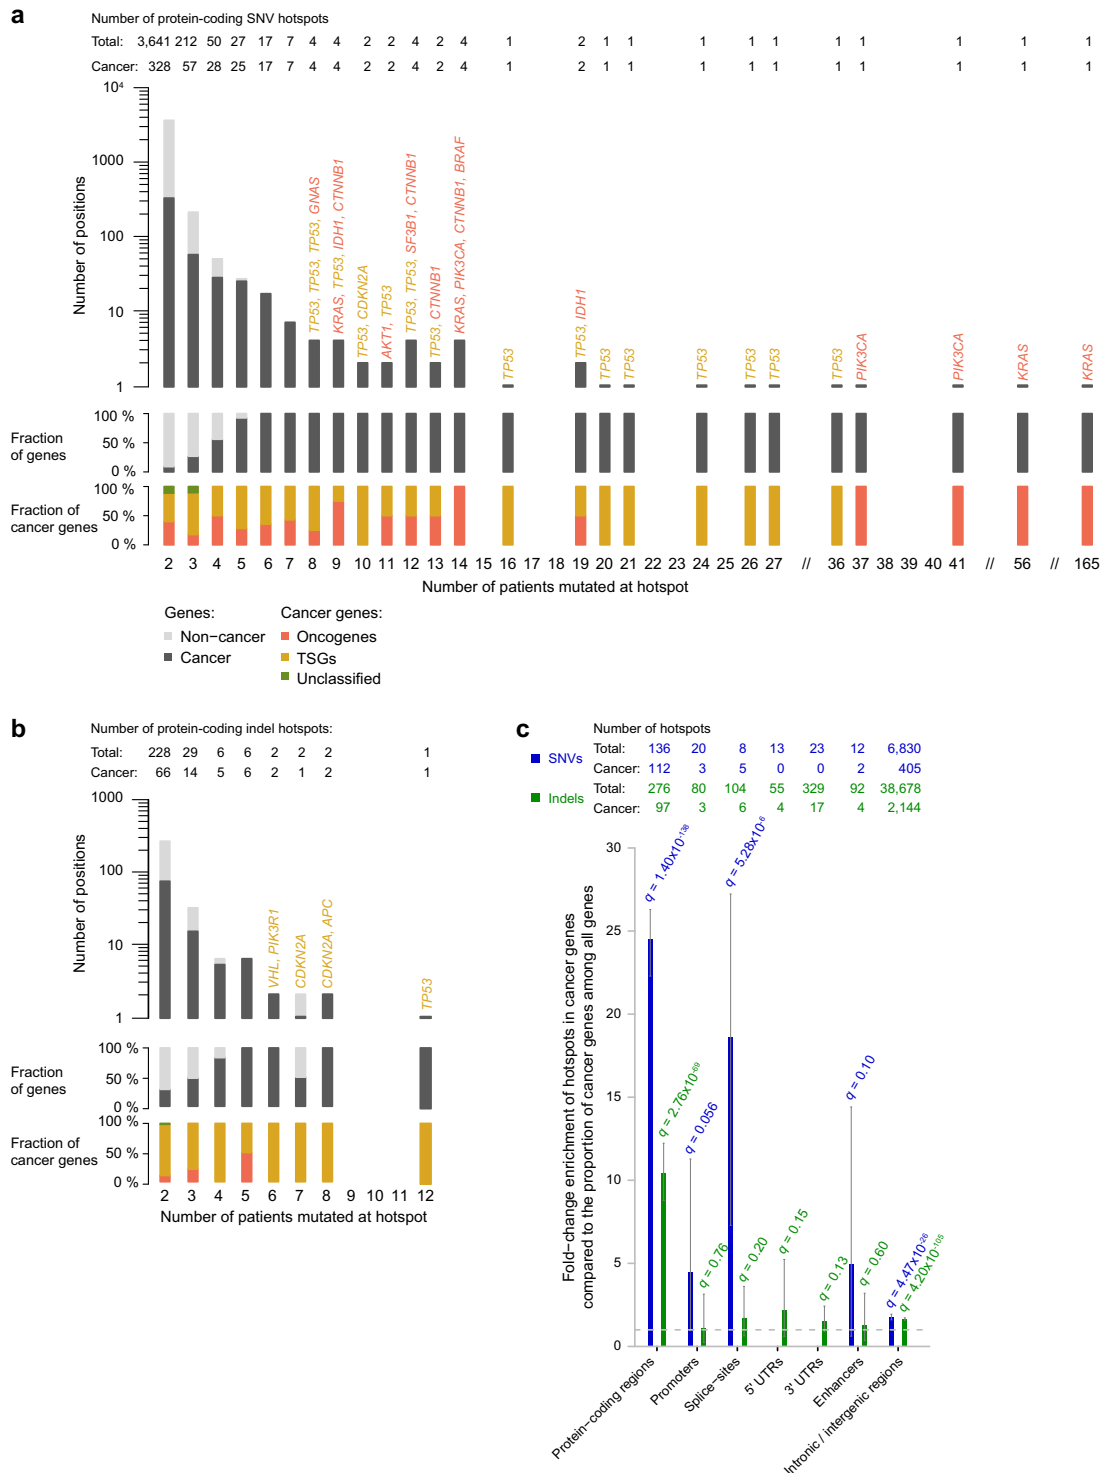 a
Number of protein-coding SNV hotspots
Total: 3,641 212 50 27 17 7 4 4 2 2 4 2 4 1 2 1 1 1 1 1 1 1 1 1 1
Cancer: 328 57 28 25 17 7 4 4 2 2 4 2 4 1 2 1 1 1 1 1 1 1 1 1 1
Number of positions
10⁴
1000
100
10
1
TP53, TP53, TP53, GNAS
KRAS, TP53, IDH1, CTNNB1
TP53, CDKN2A
AKT1, TP53
TP53, TP53, SF3B1, CTNNB1
TP53, CTNNB1
KRAS, PIK3CA, CTNNB1, BRAF
TP53
TP53, IDH1
TP53
TP53
TP53
TP53
TP53
TP53
PIK3CA
PIK3CA
KRAS
KRAS
Fraction
of genes
100 %
50 %
0 %
Fraction of
cancer genes
100 %
50 %
0 %
2 3 4 5 6 7 8 9 10 11 12 13 14 15 16 17 18 19 20 21 22 23 24 25 26 27 // 36 37 38 39 40 41 // 56 // 165
Number of patients mutated at hotspot
Genes:
Non−cancer
Cancer
Cancer genes:
Oncogenes
TSGs
Unclassified
b
Number of protein-coding indel hotspots:
Total: 228 29 6 6 2 2 2 1
Cancer: 66 14 5 6 2 1 2 1
Number of positions
1000
100
10
1
VHL, PIK3R1
CDKN2A
CDKN2A, APC
TP53
Fraction
of genes
100 %
50 %
0 %
Fraction of
cancer genes
100 %
50 %
0 %
2 3 4 5 6 7 8 9 10 11 12
Number of patients mutated at hotspot
c
Number of hotspots
SNVs
Total: 136 20 8 13 23 12 6,830
Cancer: 112 3 5 0 0 2 405
Indels
Total: 276 80 104 55 329 92 38,678
Cancer: 97 3 6 4 17 4 2,144
Fold−change enrichment of hotspots in cancer genes
compared to the proportion of cancer genes among all genes
30
25
20
15
10
5
0
q = 1.40x10⁻¹³⁸
q = 2.76x10⁻⁶⁹
q = 0.056
q = 0.76
q = 5.28x10⁻⁶
q = 0.20
q = 0.15
q = 0.13
q = 0.10
q = 0.60
q = 4.47x10⁻²⁶
q = 4.20x10⁻¹⁰⁵
Protein−coding regions
Promoters
Splice−sites
5' UTRs
3' UTRs
Enhancers
Intronic / intergenic regions